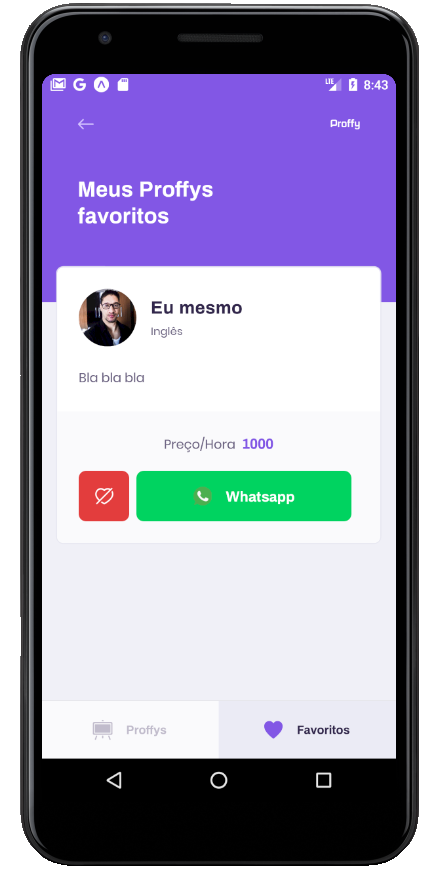 LTE 8:43
Proffy
Meus Proffys
favoritos
Eu mesmo
Inglês
Bla bla bla
Preço/Hora 1000
Whatsapp
Proffys Favoritos